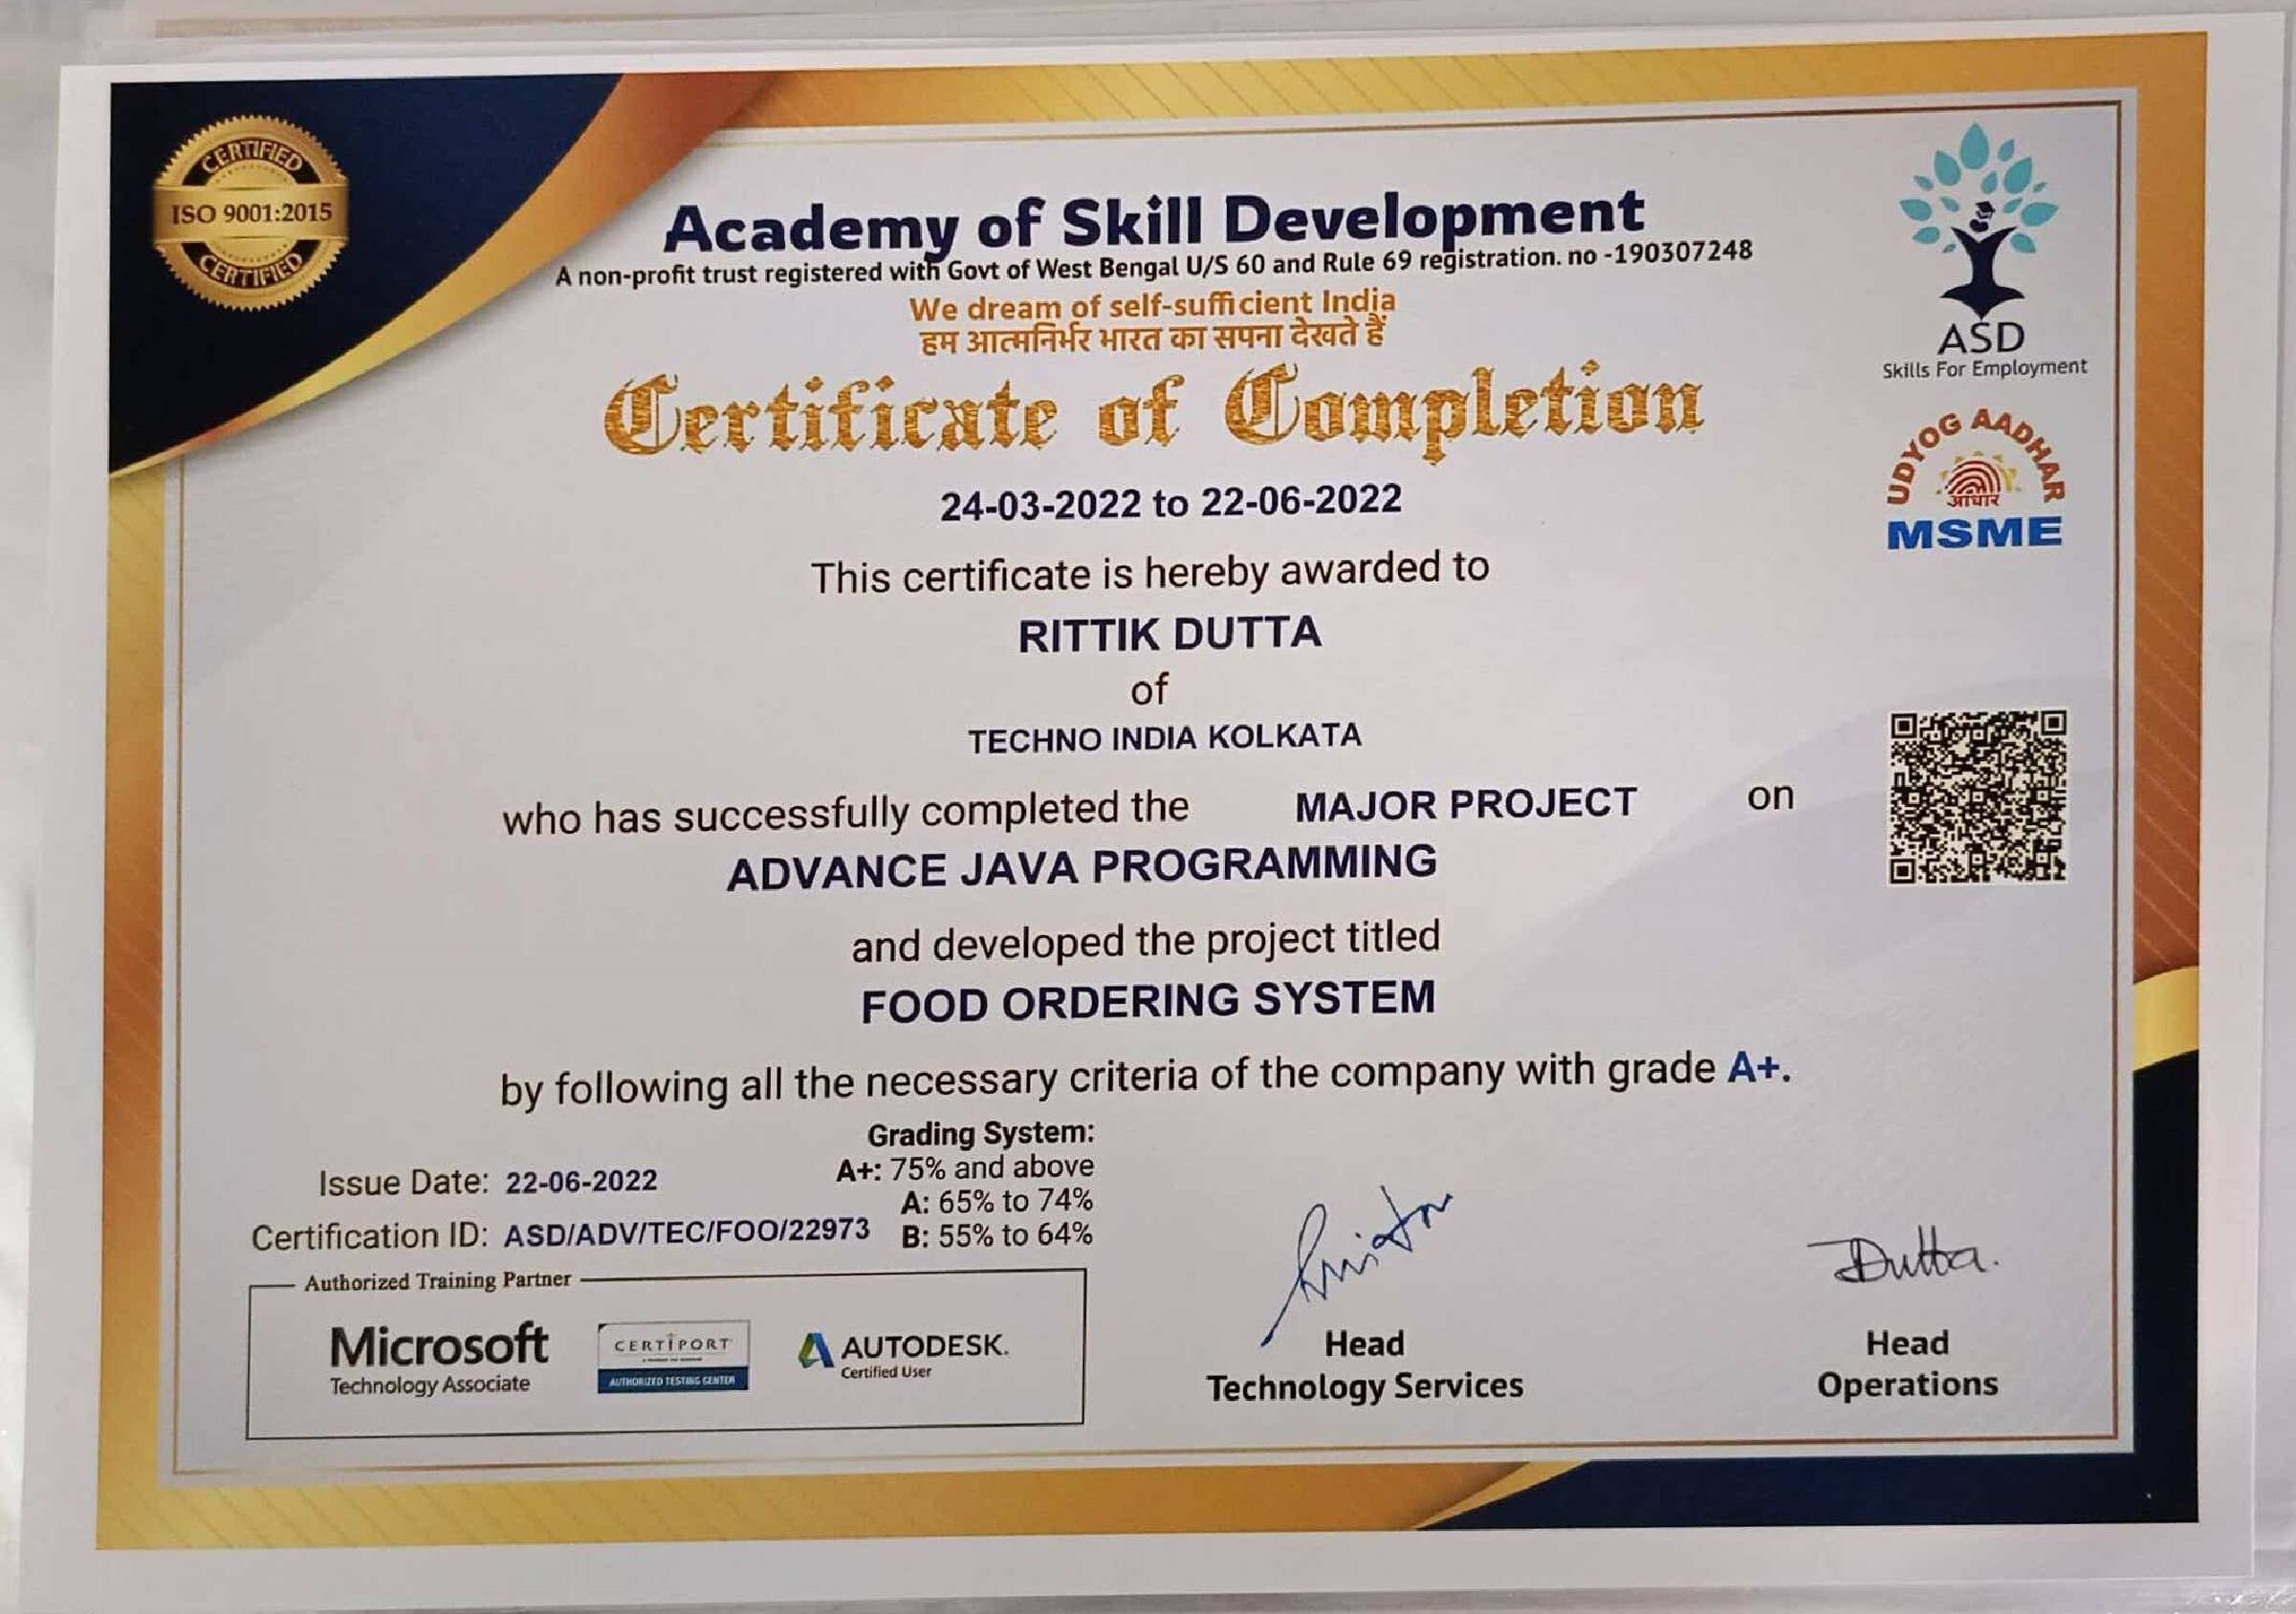 CERTIFIED
ISO 9001:2015
CERTIFIED
Academy of Skill Development
A non-profit trust registered with Govt of West Bengal U/S 60 and Rule 69 registration. no -190307248
We dream of self-sufficient India
हम आत्मनिर्भर भारत का सपना देखते हैं
ASD
Skills For Employment
Certificate of Completion
UDYOG AADHAR
आधार
MSME
24-03-2022 to 22-06-2022
This certificate is hereby awarded to
RITTIK DUTTA
of
TECHNO INDIA KOLKATA
who has successfully completed the MAJOR PROJECT on
ADVANCE JAVA PROGRAMMING
and developed the project titled
FOOD ORDERING SYSTEM
by following all the necessary criteria of the company with grade A+.
Grading System:
A+: 75% and above
A: 65% to 74%
B: 55% to 64%
Issue Date: 22-06-2022
Certification ID: ASD/ADV/TEC/FOO/22973
Authorized Training Partner
Microsoft
Technology Associate
CERTIPORT
AUTHORIZED TESTING CENTER
AUTODESK.
Certified User
Head
Technology Services
Dutta.
Head
Operations